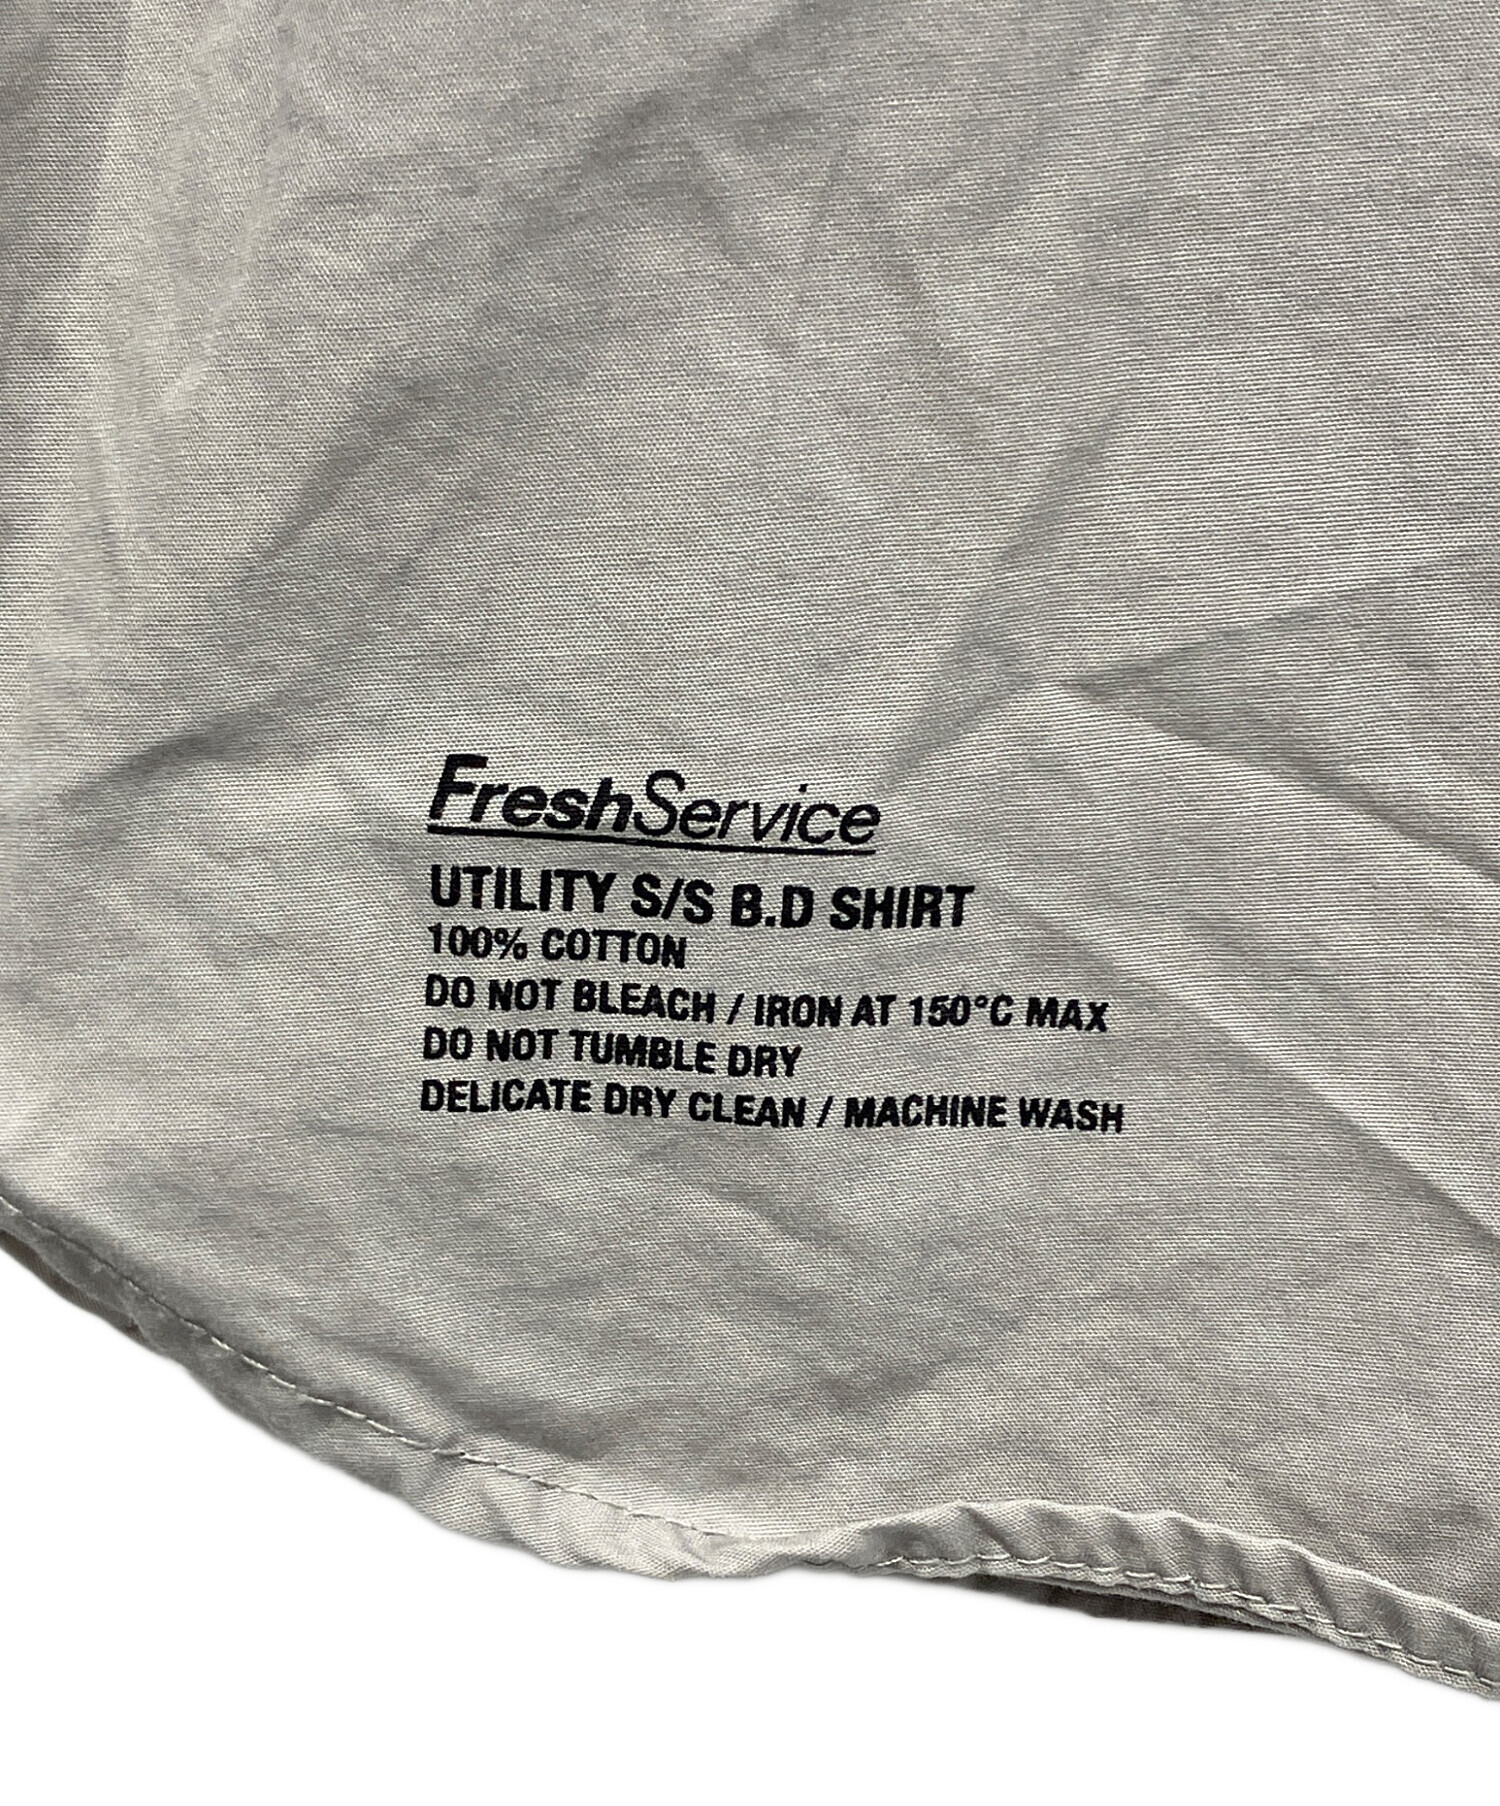 FreshService
UTILITY S/S B.D SHIRT
100% COTTON
DO NOT BLEACH / IRON AT 150°C MAX
DO NOT TUMBLE DRY
DELICATE DRY CLEAN / MACHINE WASH